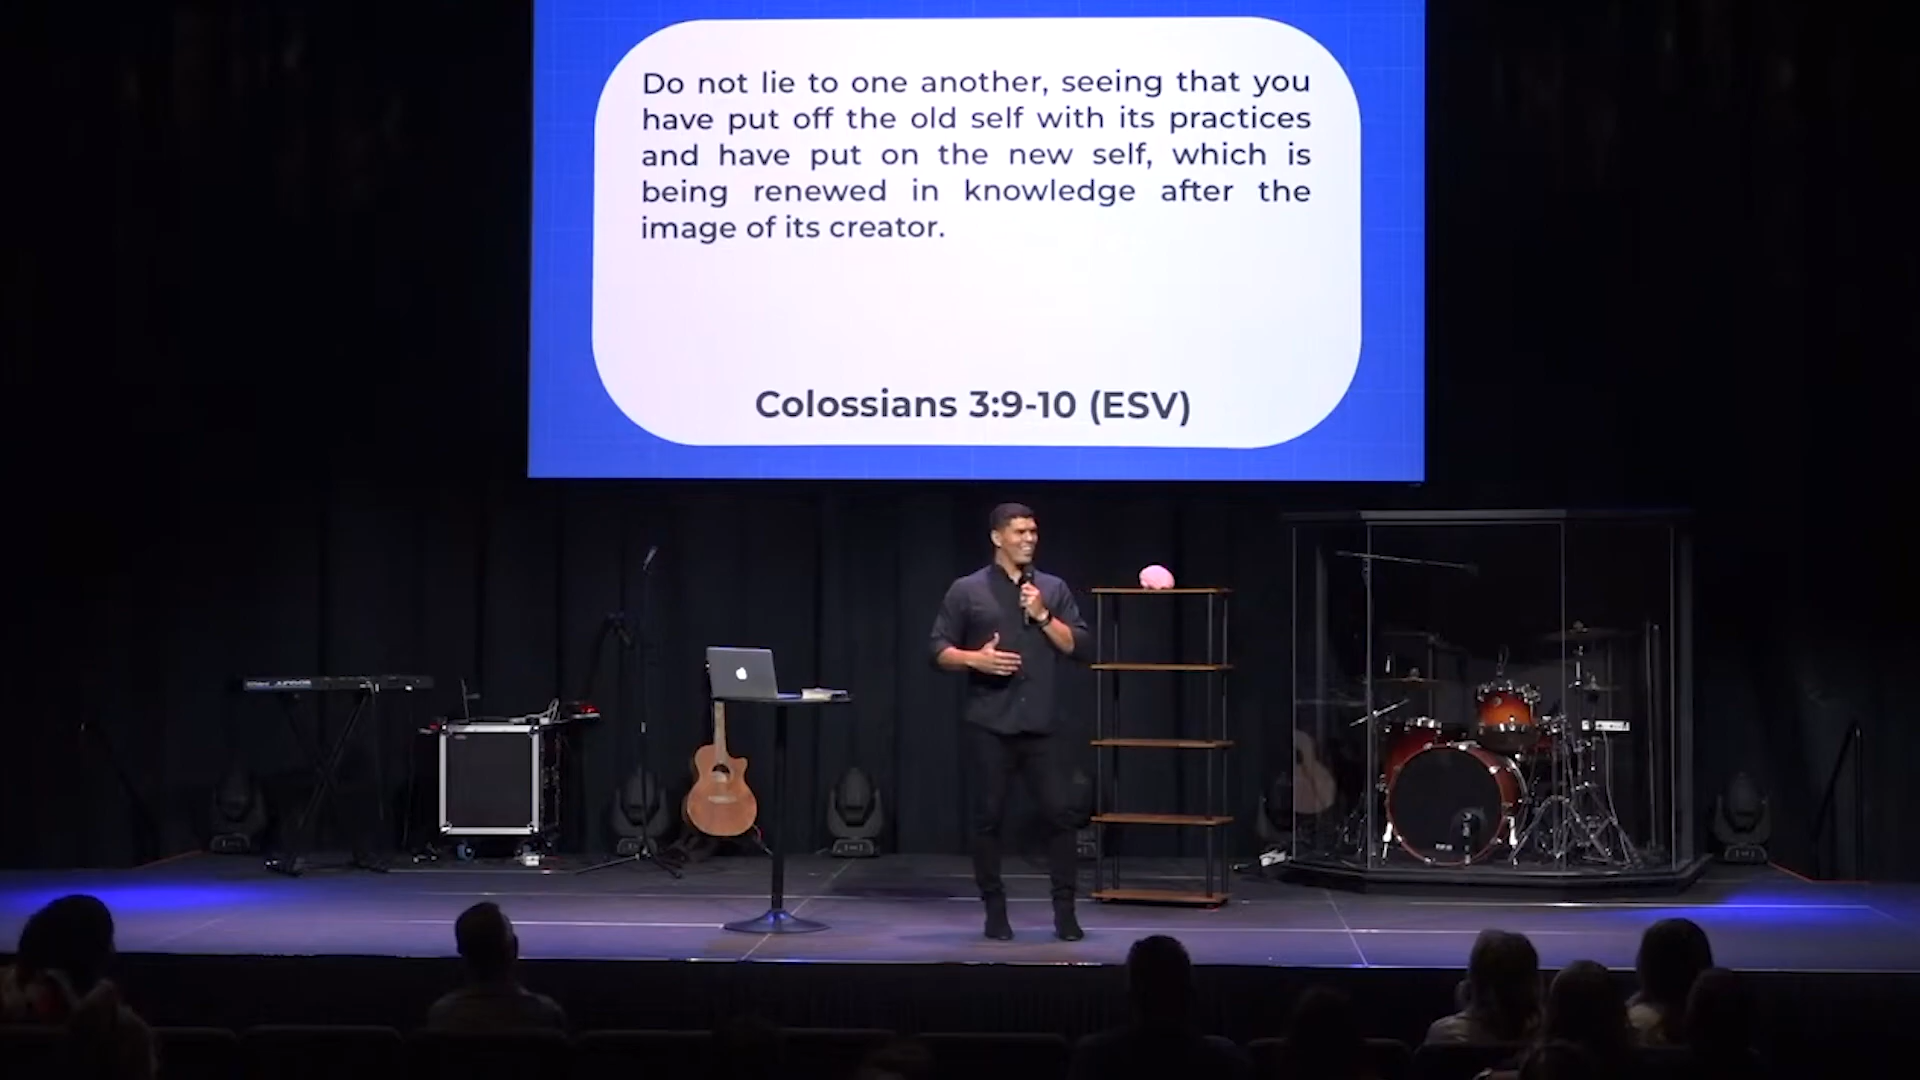 Do not lie to one another, seeing that you
have put off the old self with its practices
and have put on the new self, which is
being renewed in knowledge after the
image of its creator.
Colossians 3:9-10 (ESV)